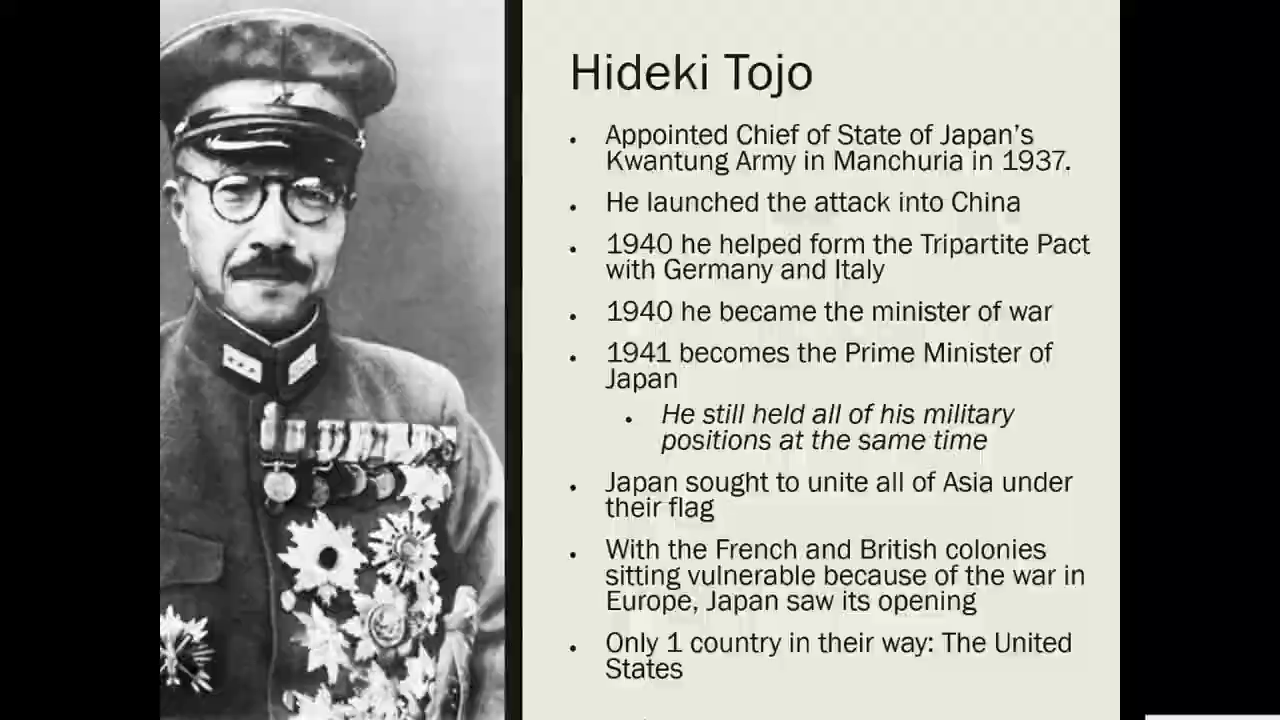 Hideki Tojo
• Appointed Chief of State of Japan's
Kwantung Army in Manchuria in 1937.
• He launched the attack into China
• 1940 he helped form the Tripartite Pact
with Germany and Italy
• 1940 he became the minister of war
• 1941 becomes the Prime Minister of
Japan
• He still held all of his military
positions at the same time
• Japan sought to unite all of Asia under
their flag
• With the French and British colonies
sitting vulnerable because of the war in
Europe, Japan saw its opening
• Only 1 country in their way: The United
States